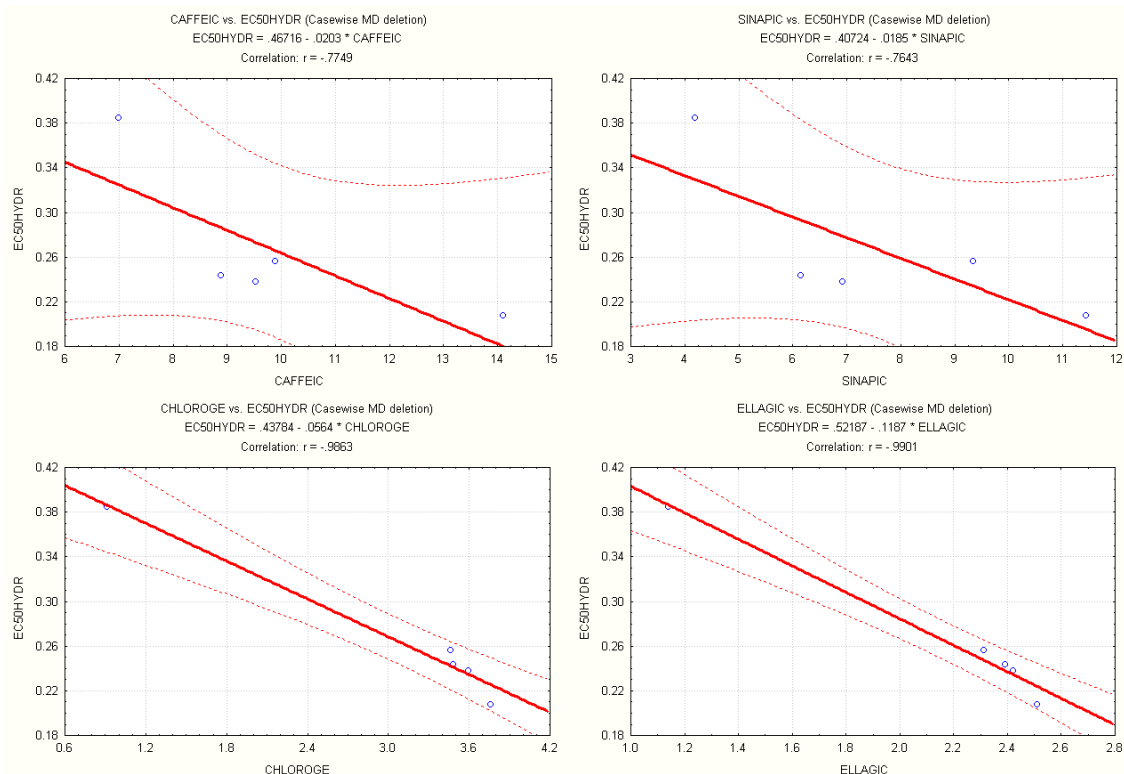 CAFFEIC vs. EC50HYDR (Casewise MD deletion)
EC50HYDR = .46716 - .0203 * CAFFEIC
Correlation: r = -.7749
0.42
0.38
0.34
0.30
0.26
0.22
0.18
EC50HYDR
6 7 8 9 10 11 12 13 14 15
CAFFEIC
SINAPIC vs. EC50HYDR (Casewise MD deletion)
EC50HYDR = .40724 - .0185 * SINAPIC
Correlation: r = -.7643
0.42
0.38
0.34
0.30
0.26
0.22
0.18
EC50HYDR
3 4 5 6 7 8 9 10 11 12
SINAPIC
CHLOROGE vs. EC50HYDR (Casewise MD deletion)
EC50HYDR = .43784 - .0564 * CHLOROGE
Correlation: r = -.9863
0.42
0.38
0.34
0.30
0.26
0.22
0.18
EC50HYDR
0.6 1.2 1.8 2.4 3.0 3.6 4.2
CHLOROGE
ELLAGIC vs. EC50HYDR (Casewise MD deletion)
EC50HYDR = .52187 - .1187 * ELLAGIC
Correlation: r = -.9901
0.42
0.38
0.34
0.30
0.26
0.22
0.18
EC50HYDR
1.0 1.2 1.4 1.6 1.8 2.0 2.2 2.4 2.6 2.8
ELLAGIC